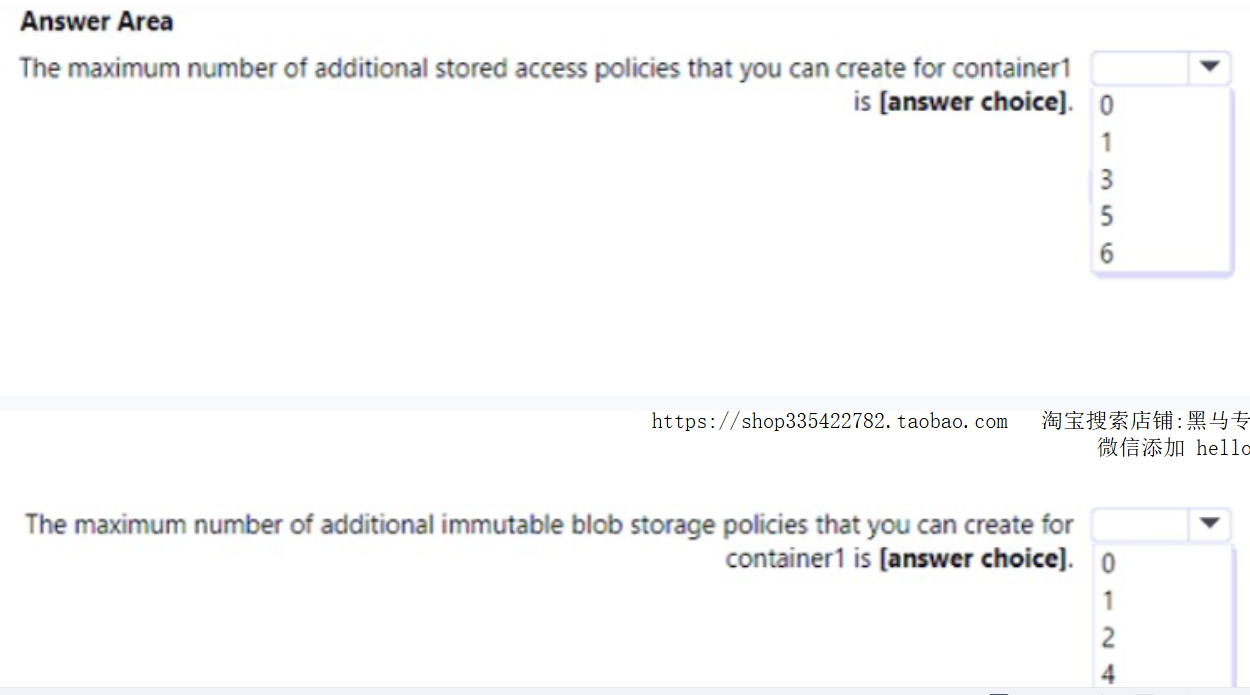 Answer Area
The maximum number of additional stored access policies that you can create for container1
is [answer choice].
0
1
3
5
6
https://shop335422782.taobao.com 淘宝搜索店铺:黑马专
微信添加 hello
The maximum number of additional immutable blob storage policies that you can create for
container1 is [answer choice].
0
1
2
4